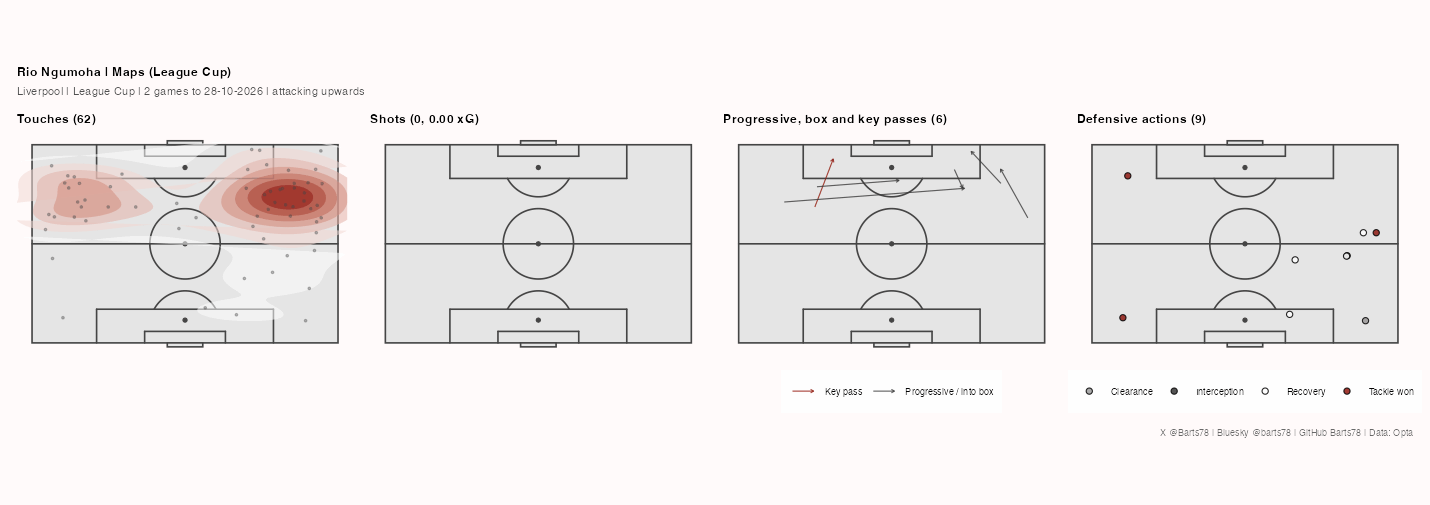 Rio Ngumoha | Maps (League Cup)
Liverpool | League Cup | 2 games to 28-10-2026 | attacking upwards
Touches (62)
Shots (0, 0.00 xG)
Progressive, box and key passes (6)
Defensive actions (9)
Key pass
Progressive / into box
Clearance
Interception
Recovery
Tackle won
X @Barts78 | Bluesky @barts78 | GitHub Barts78 | Data: Opta